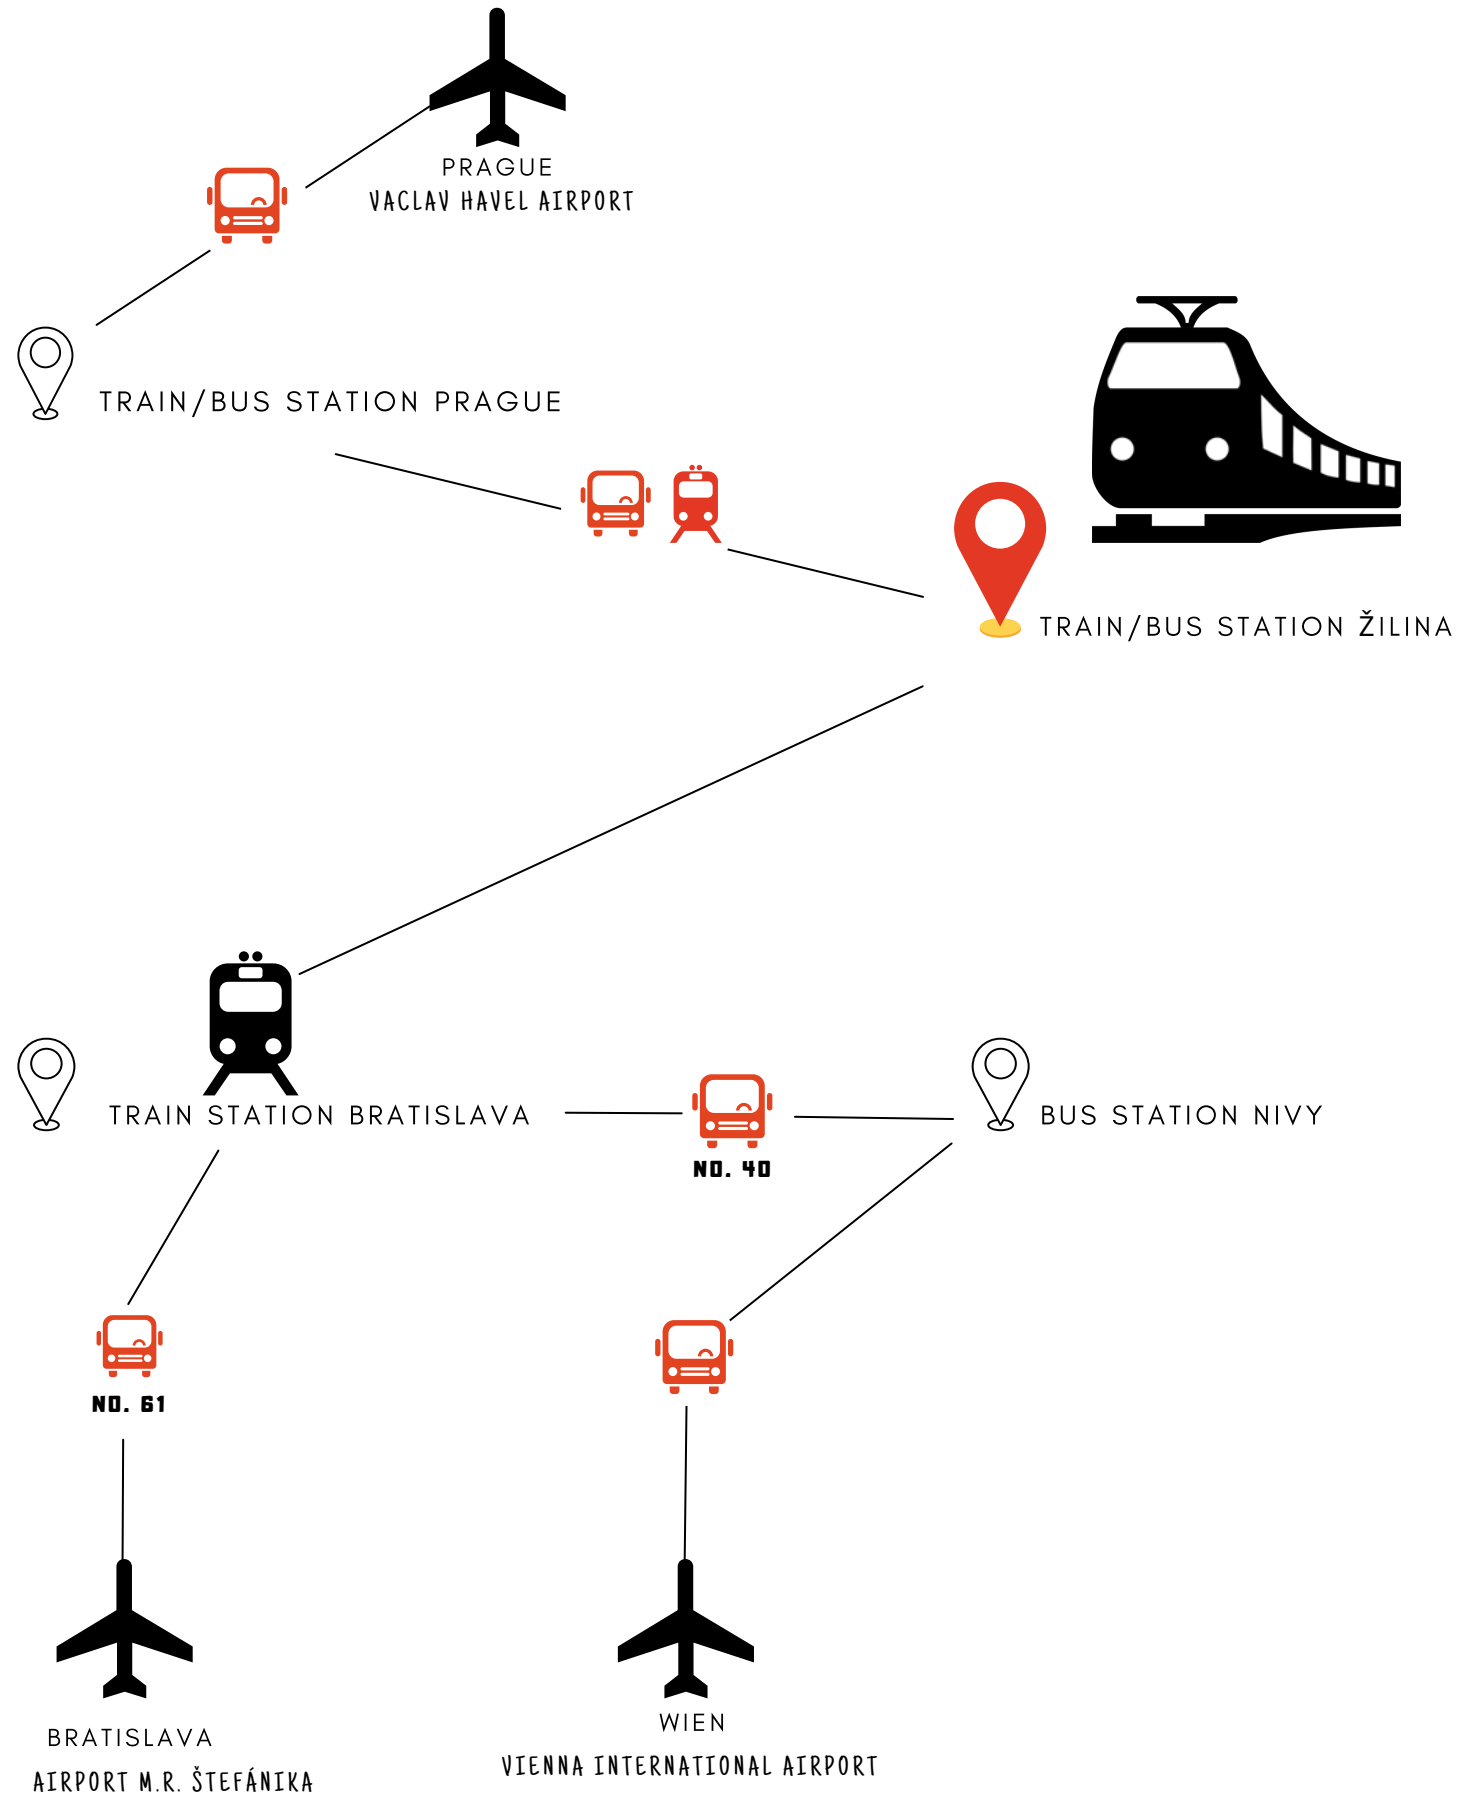 PRAGUE
VACLAV HAVEL AIRPORT
TRAIN/BUS STATION PRAGUE
TRAIN/BUS STATION ŽILINA
TRAIN STATION BRATISLAVA
BUS STATION NIVY
NO. 40
NO. 61
WIEN
VIENNA INTERNATIONAL AIRPORT
BRATISLAVA
AIRPORT M.R. ŠTEFÁNIKA